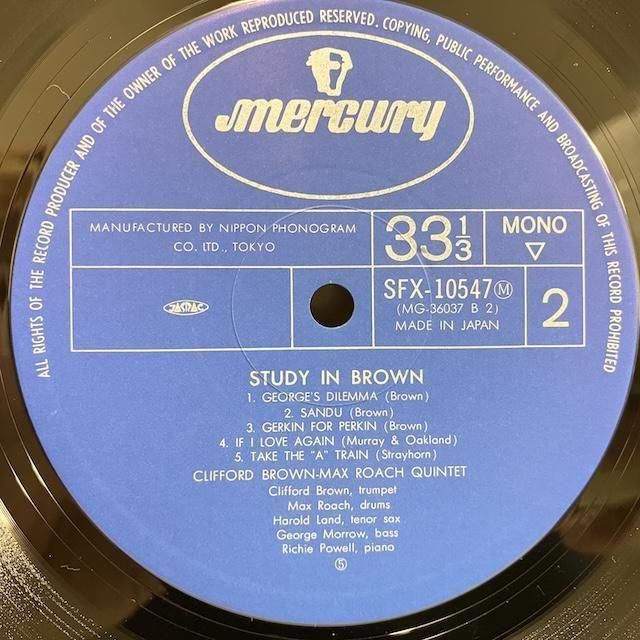 ALL RIGHTS OF THE RECORD PRODUCER AND OF THE OWNER OF THE WORK REPRODUCED RESERVED. COPYING, PUBLIC PERFORMANCE AND BROADCASTING OF THIS RECORD PROHIBITED
mercury
MANUFACTURED BY NIPPON PHONOGRAM
CO. LTD., TOKYO
33 1/3
MONO
▽
JASRAC
SFX-10547Ⓜ
(MG-36037 B 2)
MADE IN JAPAN
2
STUDY IN BROWN
1. GEORGE'S DILEMMA (Brown)
2. SANDU (Brown)
3. GERKIN FOR PERKIN (Brown)
4. IF I LOVE AGAIN (Murray & Oakland)
5. TAKE THE "A" TRAIN (Strayhorn)
CLIFFORD BROWN-MAX ROACH QUINTET
Clifford Brown, trumpet
Max Roach, drums
Harold Land, tenor sax
George Morrow, bass
Richie Powell, piano
⑤